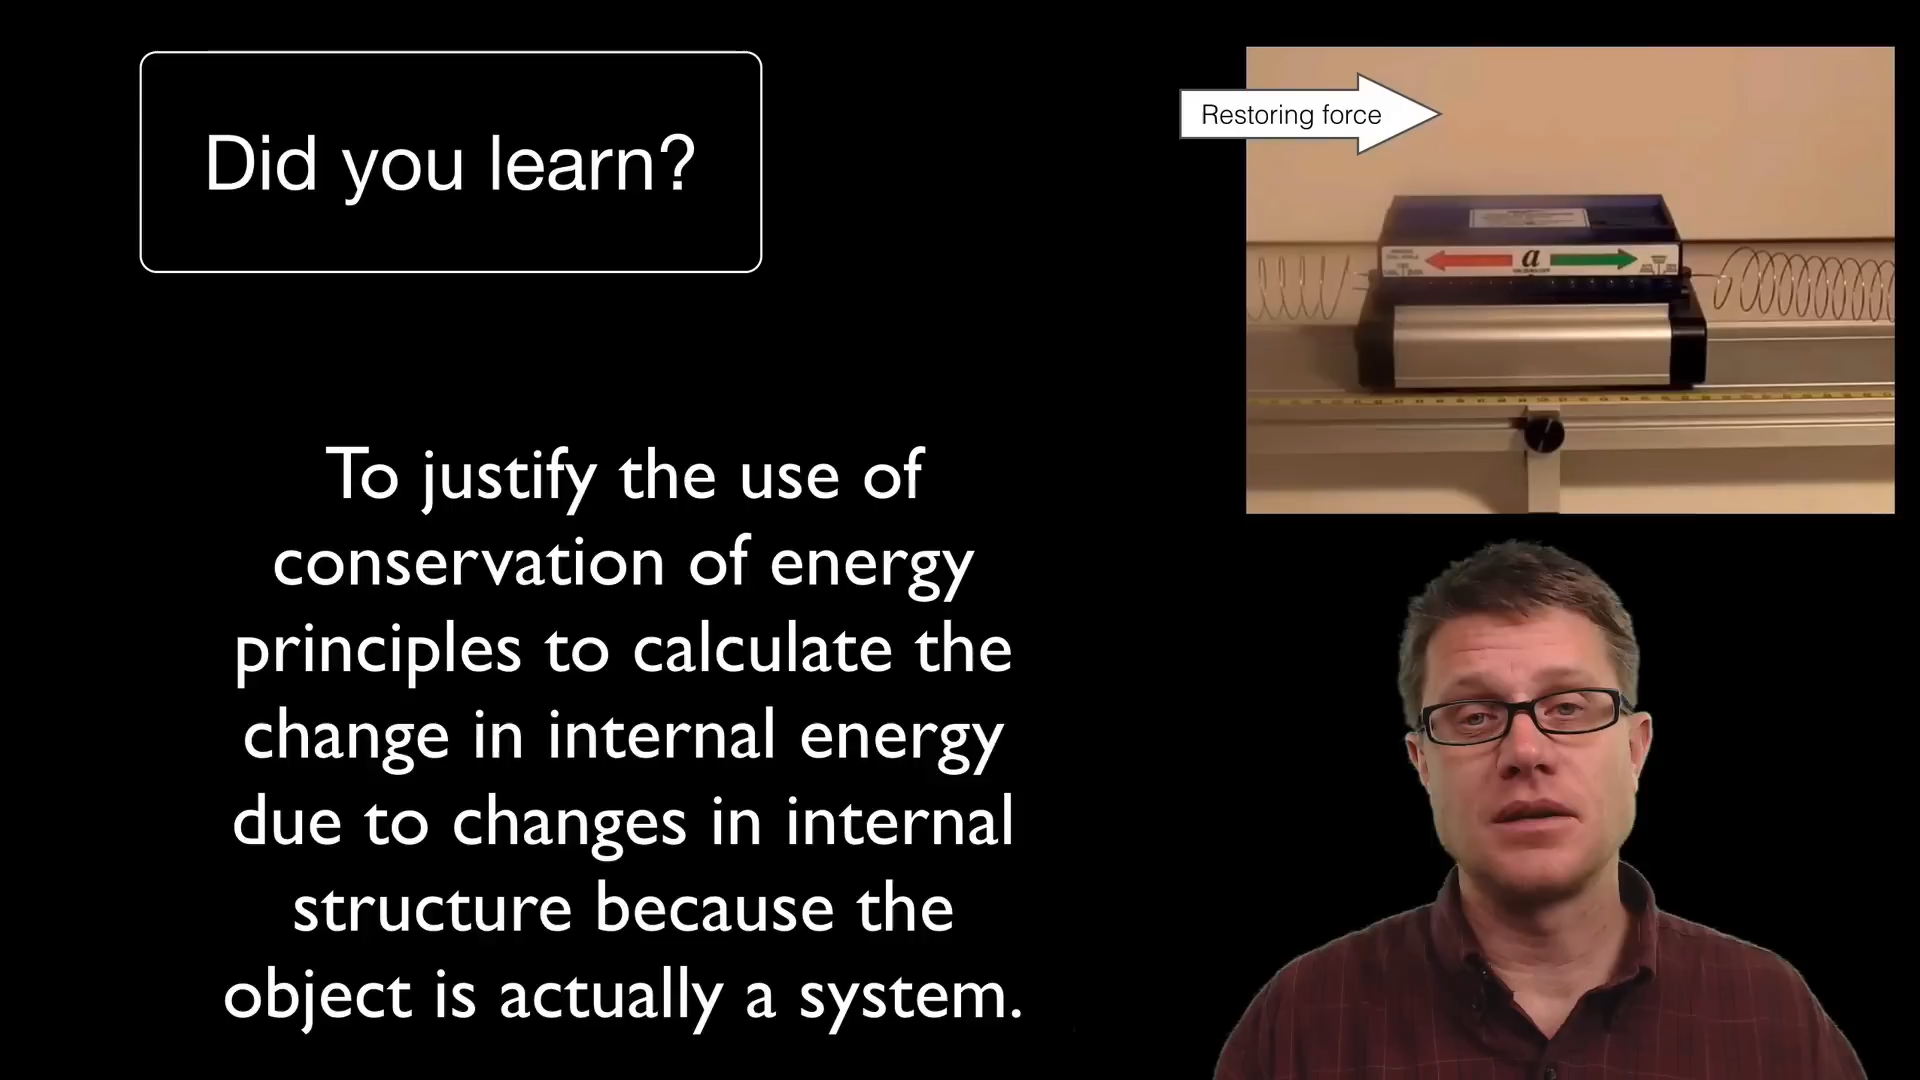 Did you learn?
Restoring force
a
To justify the use of
conservation of energy
principles to calculate the
change in internal energy
due to changes in internal
structure because the
object is actually a system.